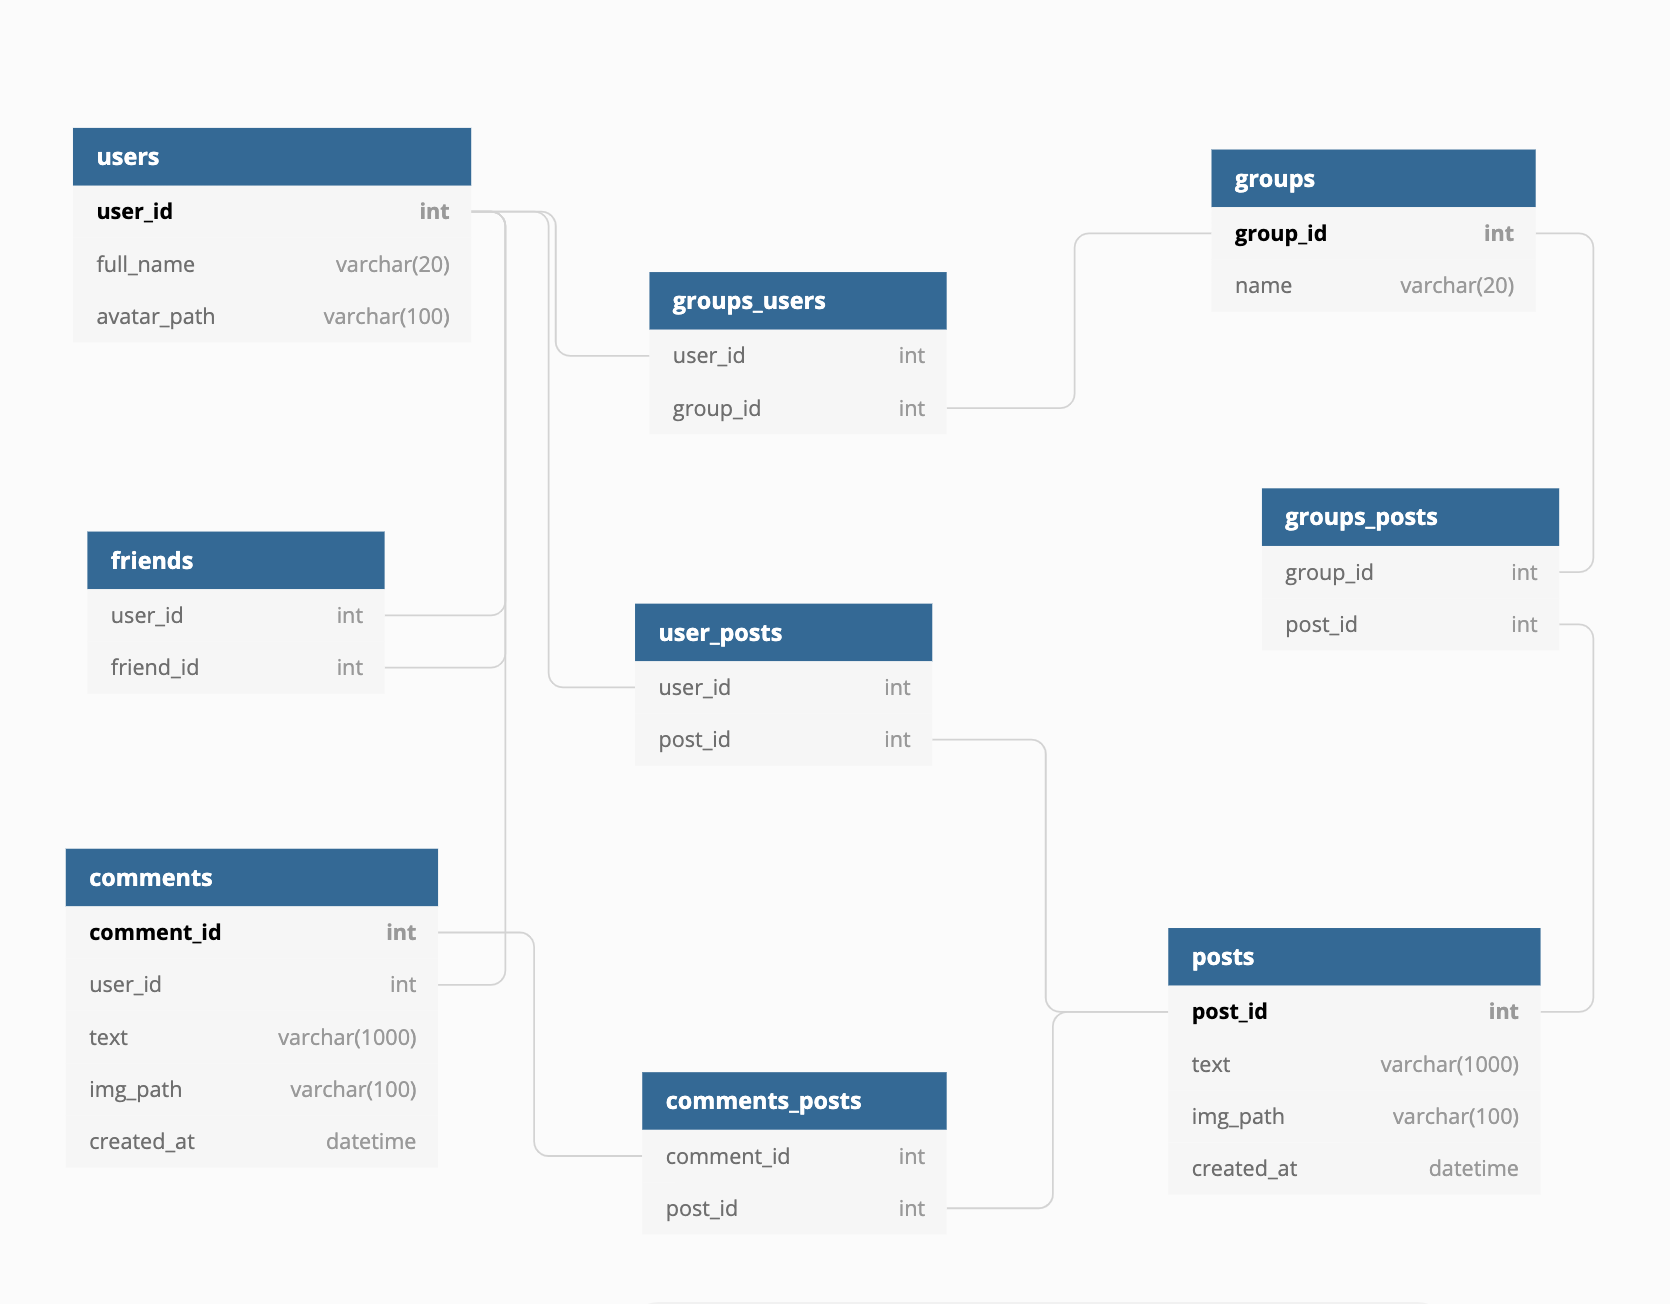 users
user_id int
full_name varchar(20)
avatar_path varchar(100)
groups
group_id int
name varchar(20)
groups_users
user_id int
group_id int
groups_posts
group_id int
post_id int
friends
user_id int
friend_id int
user_posts
user_id int
post_id int
comments
comment_id int
user_id int
text varchar(1000)
img_path varchar(100)
created_at datetime
posts
post_id int
text varchar(1000)
img_path varchar(100)
created_at datetime
comments_posts
comment_id int
post_id int